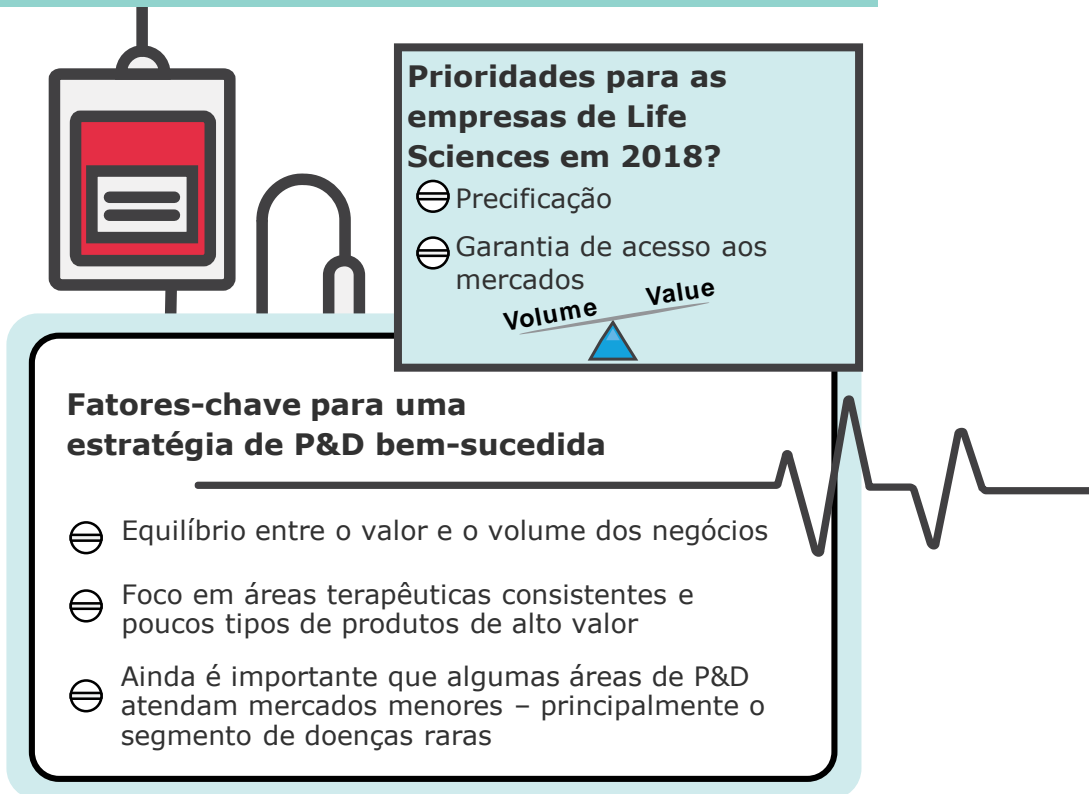 Prioridades para as
empresas de Life
Sciences em 2018?
Precificação
Garantia de acesso aos
mercados
Volume Value
Fatores-chave para uma
estratégia de P&D bem-sucedida
Equilíbrio entre o valor e o volume dos negócios
Foco em áreas terapêuticas consistentes e
poucos tipos de produtos de alto valor
Ainda é importante que algumas áreas de P&D
atendam mercados menores – principalmente o
segmento de doenças raras